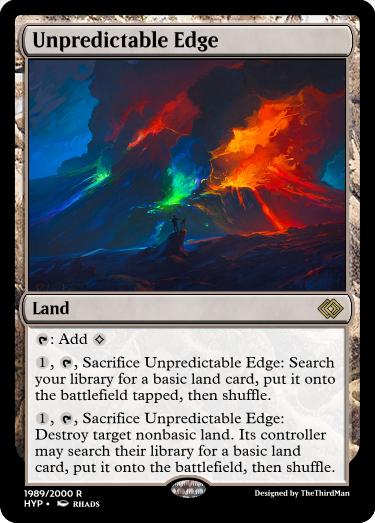 Unpredictable Edge
Land
: Add
1, , Sacrifice Unpredictable Edge: Search
your library for a basic land card, put it onto
the battlefield tapped, then shuffle.
1, , Sacrifice Unpredictable Edge:
Destroy target nonbasic land. Its controller
may search their library for a basic land
card, put it onto the battlefield, then shuffle.
1989/2000 R
HYP • RHADS
Designed by TheThirdMan